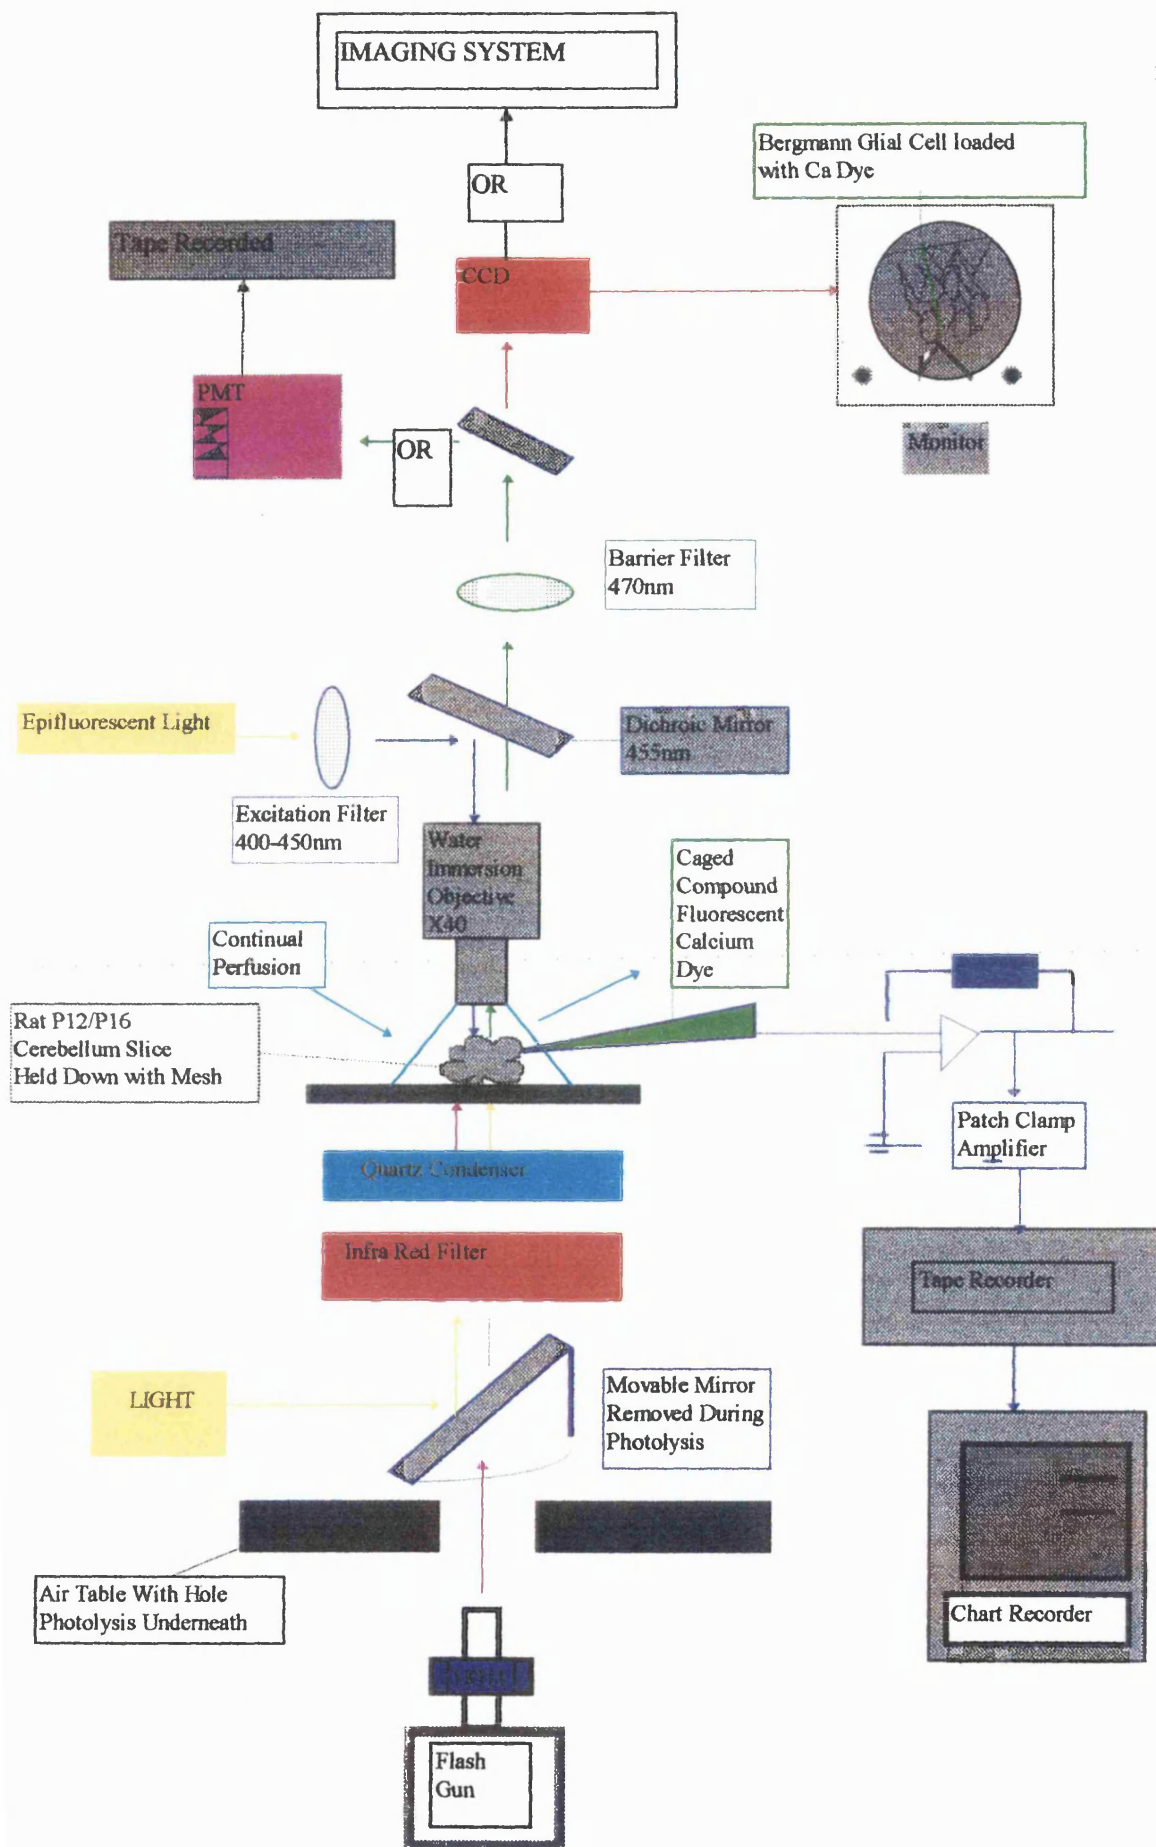 IMAGING SYSTEM
OR
Bergmann Glial Cell loaded
with Ca Dye
Tape Recorded
CCD
PMT
OR
Monitor
Barrier Filter
470nm
Epifluorescent Light
Dichroic Mirror
455nm
Excitation Filter
400-450nm
Water
Immersion
Objective
X40
Caged
Compound
Fluorescent
Calcium
Dye
Continual
Perfusion
Rat P12/P16
Cerebellum Slice
Held Down with Mesh
Patch Clamp
Amplifier
Quartz Condenser
Infra Red Filter
Tape Recorder
LIGHT
Movable Mirror
Removed During
Photolysis
Air Table With Hole
Photolysis Underneath
Chart Recorder
Flash
Gun